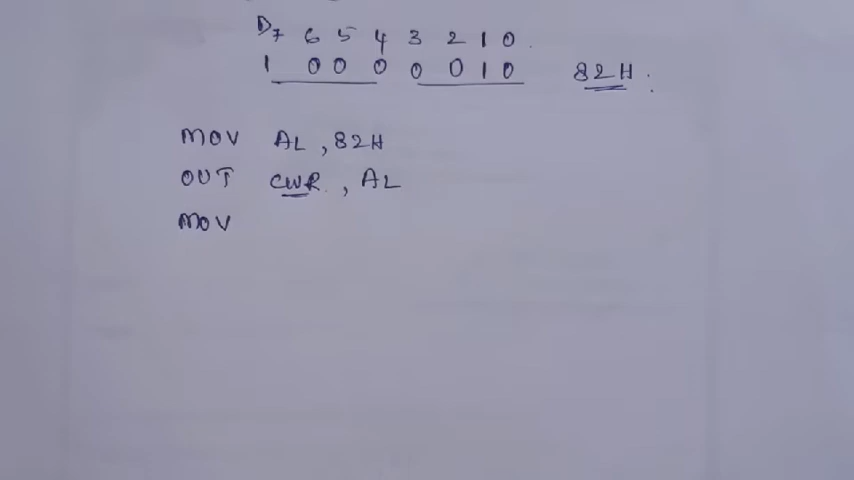 D7 6 5 4 3 2 1 0
1 0 0 0 0 0 1 0 82H
MOV AL, 82H
OUT CWR, AL
MOV